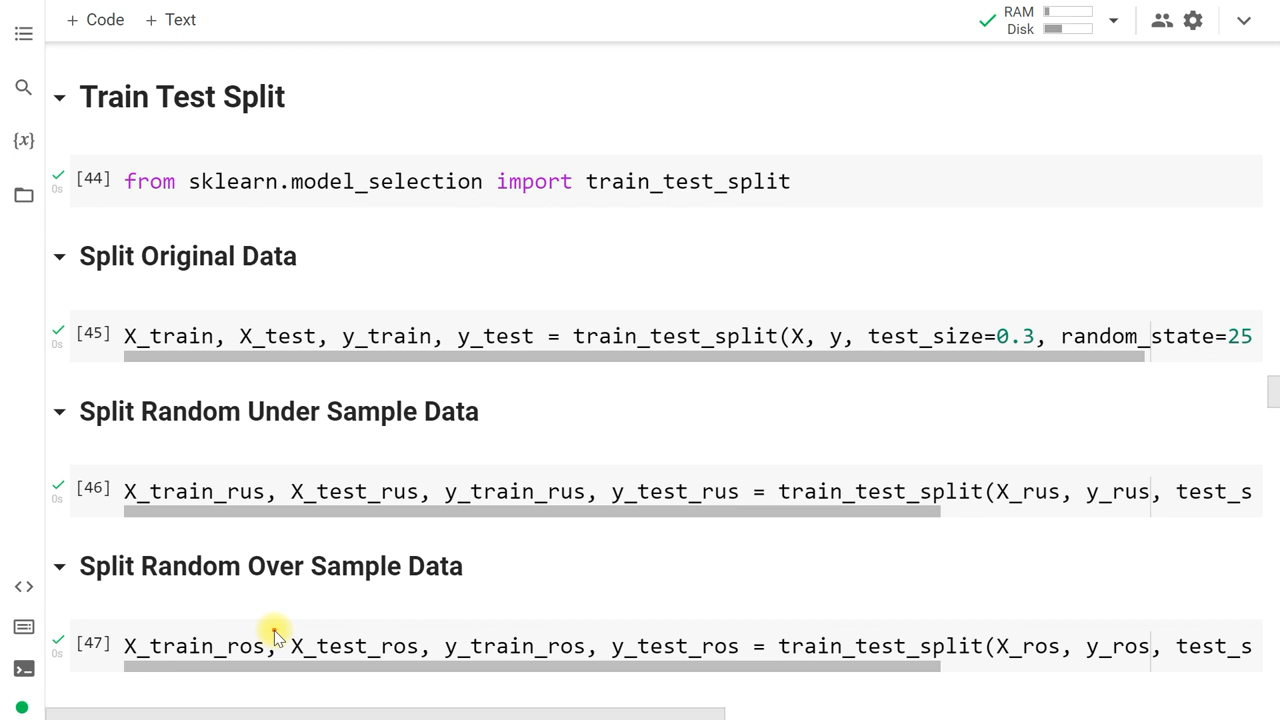 + Code + Text
RAM
Disk
Train Test Split
[44] from sklearn.model_selection import train_test_split
0s
Split Original Data
[45] X_train, X_test, y_train, y_test = train_test_split(X, y, test_size=0.3, random_state=25
0s
Split Random Under Sample Data
[46] X_train_rus, X_test_rus, y_train_rus, y_test_rus = train_test_split(X_rus, y_rus, test_s
0s
Split Random Over Sample Data
[47] X_train_ros, X_test_ros, y_train_ros, y_test_ros = train_test_split(X_ros, y_ros, test_s
0s
{x}